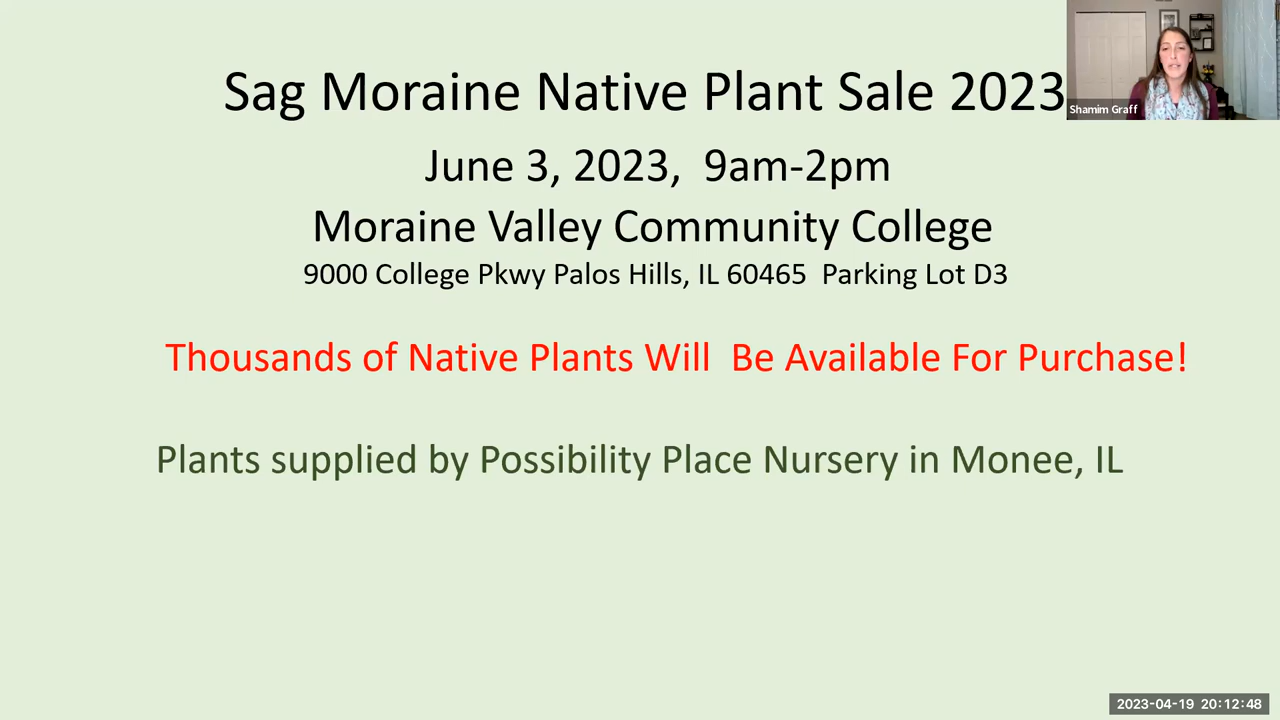 Sag Moraine Native Plant Sale 2023
Shamim Graff
June 3, 2023, 9am-2pm
Moraine Valley Community College
9000 College Pkwy Palos Hills, IL 60465 Parking Lot D3
Thousands of Native Plants Will Be Available For Purchase!
Plants supplied by Possibility Place Nursery in Monee, IL
2023-04-19 20:12:48